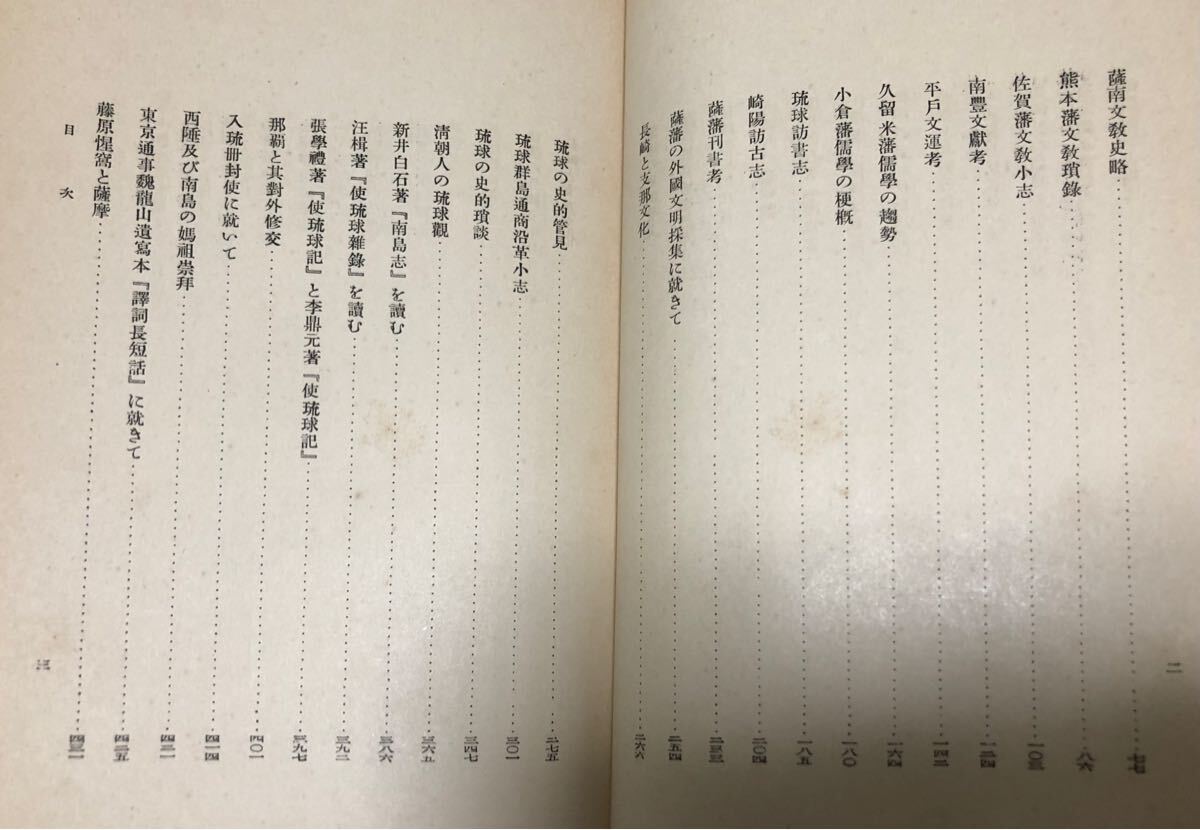 薩南文敎史略 七七
熊本藩文敎瑣錄 八六
佐賀藩文敎小志 一〇三
南豐文獻考 一二四
平戶文運考 一四二
久留米藩儒學の趨勢 一六四
小倉藩儒學の梗槪 一八〇
琉球訪書志 一八五
崎陽訪古志 二〇四
薩藩刊書考 二三三
薩藩の外國文明採集に就きて 二五四
長崎と支那文化 二六六
二
琉球の史的管見 二七五
琉球群島通商沿革小志 三〇一
琉球の史的瑣談 三四七
淸朝人の琉球觀 三六五
新井白石著『南島志』を讀む 三八六
汪楫著『使琉球雜錄』を讀む 三九二
張學禮著『使琉球記』と李鼎元著『使琉球記』 三九七
那覇と其對外修交 四〇一
入琉冊封使に就いて 四一四
西陲及び南島の媽祖崇拜 四二一
東京通事魏龍山遺寫本『譯詞長短話』に就きて 四二五
藤原惺窩と薩摩 四三一
目次
三